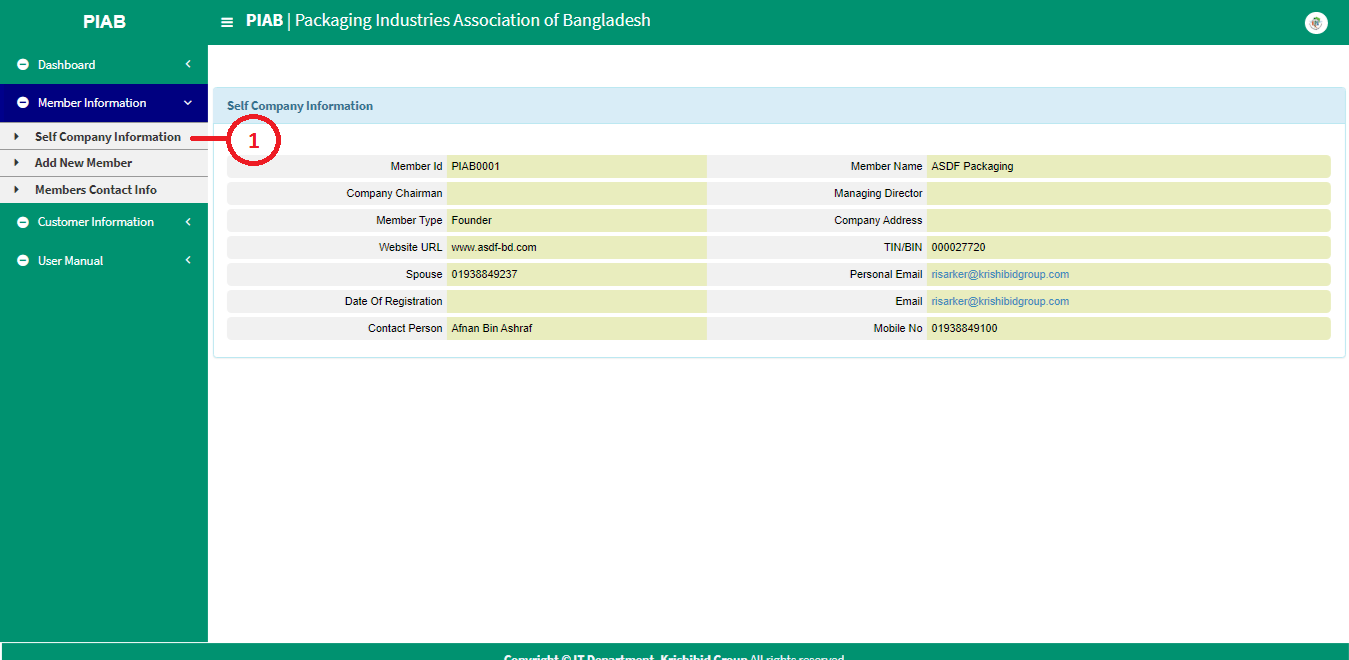 PIAB
PIAB | Packaging Industries Association of Bangladesh
Dashboard
Member Information
Self Company Information
Add New Member
Members Contact Info
Customer Information
User Manual
Self Company Information
1
Member Id PIAB0001 Member Name ASDF Packaging
Company Chairman Managing Director
Member Type Founder Company Address
Website URL www.asdf-bd.com TIN/BIN 000027720
Spouse 01938849237 Personal Email risarker@krishibidgroup.com
Date Of Registration Email risarker@krishibidgroup.com
Contact Person Afnan Bin Ashraf Mobile No 01938849100
Copyright © IT Department, Krishibid Group All rights reserved